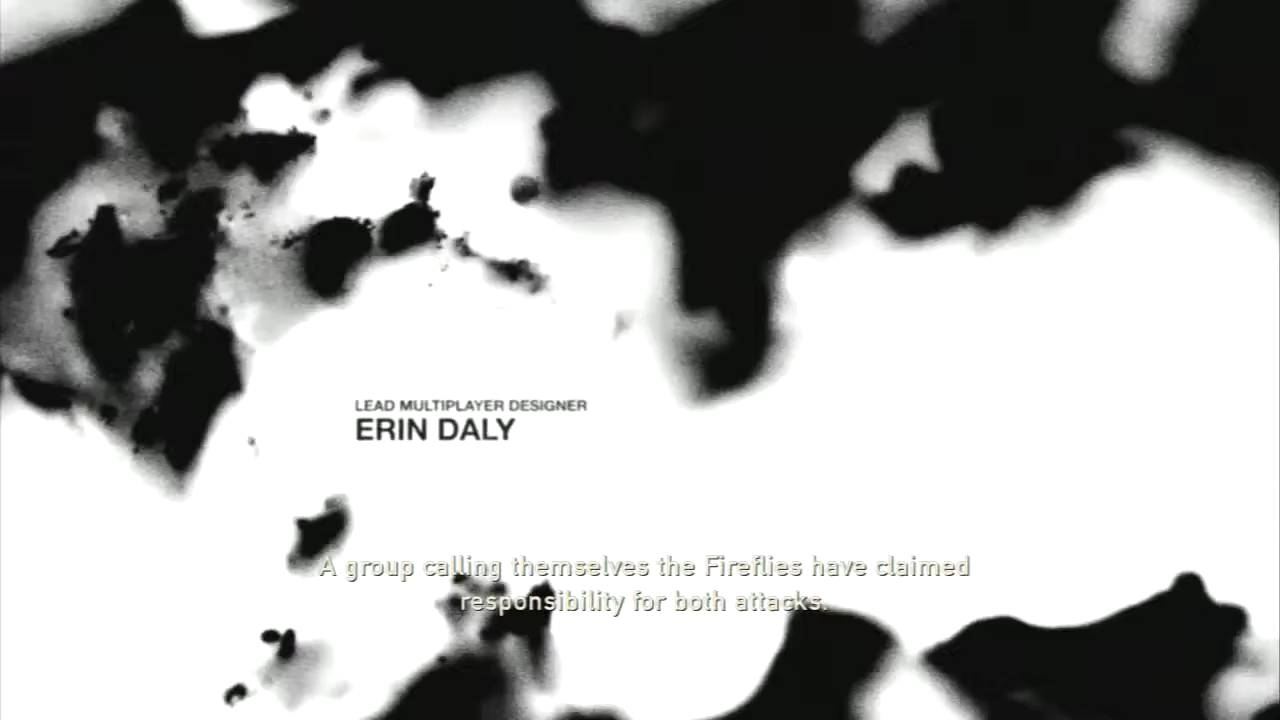 LEAD MULTIPLAYER DESIGNER
ERIN DALY
A group calling themselves the Fireflies have claimed
responsibility for both attacks.